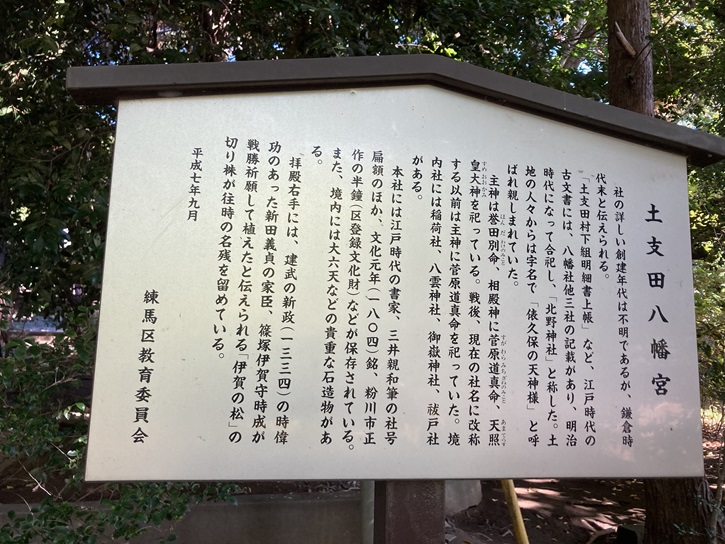 土支田八幡宮
社の詳しい創建年代は不明であるが、鎌倉時
代末と伝えられる。
「土支田村下組明細書上帳」など、江戸時代の
古文書には、八幡社他三社の記載があり、明治
時代になって合祀し、「北野神社」と称した。土
地の人々からは字名で「俵久保の天神様」と呼
ばれ親しまれていた。
主神は誉田別命、相殿神に菅原道真命、天照
皇大神を祀っている。戦後、現在の社名に改称
する以前は主神に菅原道真命を祀っていた。境
内社には稲荷社、八雲神社、御嶽神社、祓戸社
がある。
本社には江戸時代の書家、三井親和筆の社号
扁額のほか、文化元年(一八〇四)銘、粉川市正
作の半鐘(区登録文化財)などが保存されている。
また、境内には大六天などの貴重な石造物があ
る。
拝殿右手には、建武の新政(一三三四)の時偉
功のあった新田義貞の家臣、篠塚伊賀守時成が
戦勝祈願して植えたと伝えられる「伊賀の松」の
切り株が往時の名残を留めている。
平成七年九月
練馬区教育委員会